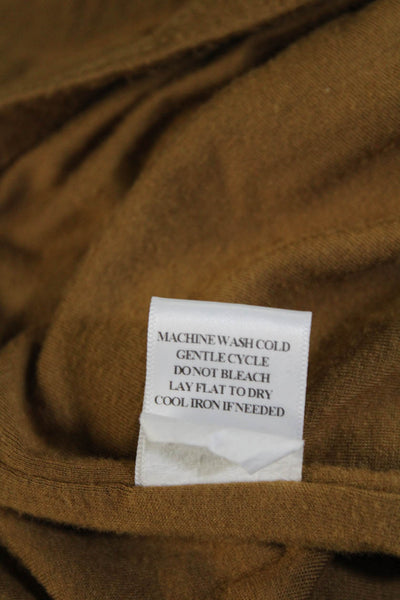 MACHINE WASH COLD
GENTLE CYCLE
DO NOT BLEACH
LAY FLAT TO DRY
COOL IRON IF NEEDED